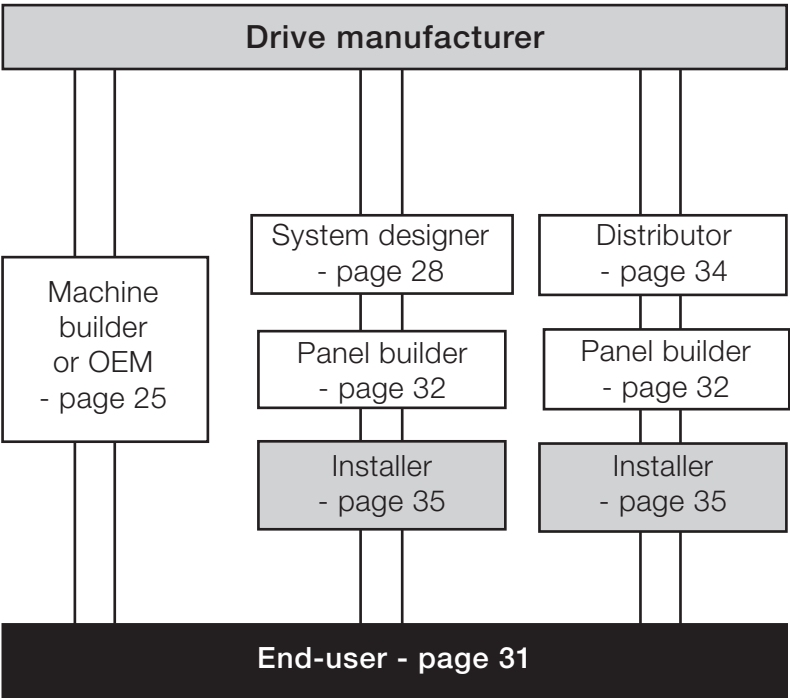 Drive manufacturer
Machine
builder
or OEM
- page 25
System designer
- page 28
Panel builder
- page 32
Installer
- page 35
Distributor
- page 34
Panel builder
- page 32
Installer
- page 35
End-user - page 31